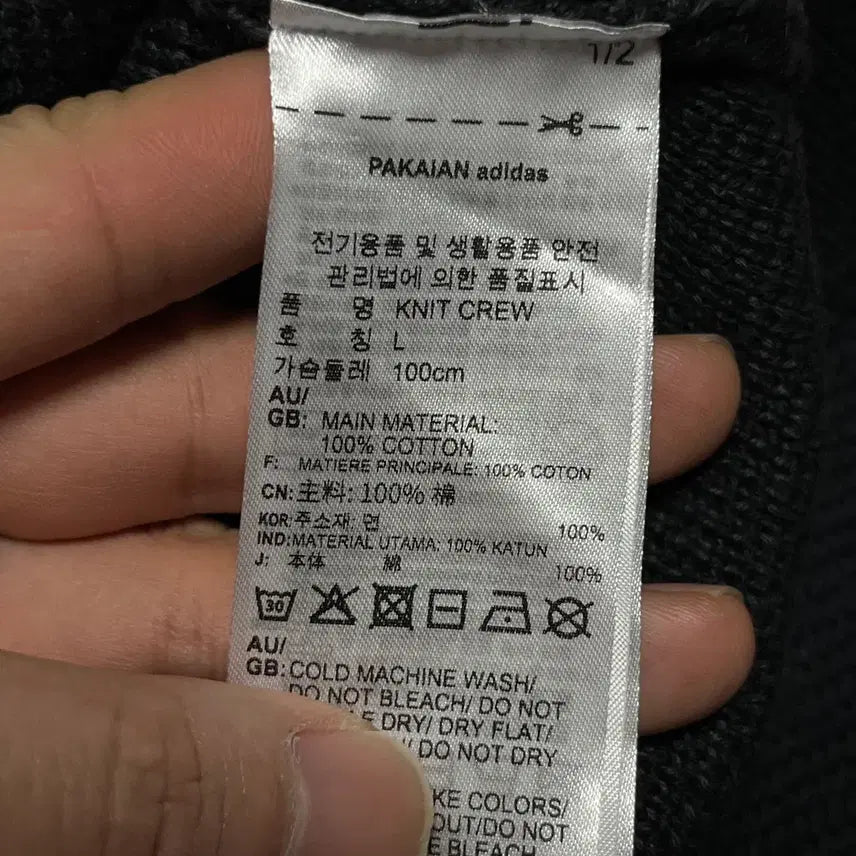 1/2
PAKAIAN adidas
전기용품 및 생활용품 안전
관리법에 의한 품질표시
품 명 KNIT CREW
호 칭 L
가슴둘레 100cm
AU/
GB: MAIN MATERIAL:
100% COTTON
F: MATIERE PRINCIPALE: 100% COTON
CN:主料: 100% 棉
KOR:주소재: 면 100%
IND:MATERIAL UTAMA: 100% KATUN
J: 本体 綿 100%
30
AU/
GB:COLD MACHINE WASH/
DO NOT BLEACH/ DO NOT
DRY/ DRY FLAT/
DO NOT DRY
COLORS/
DO NOT
BLEACH